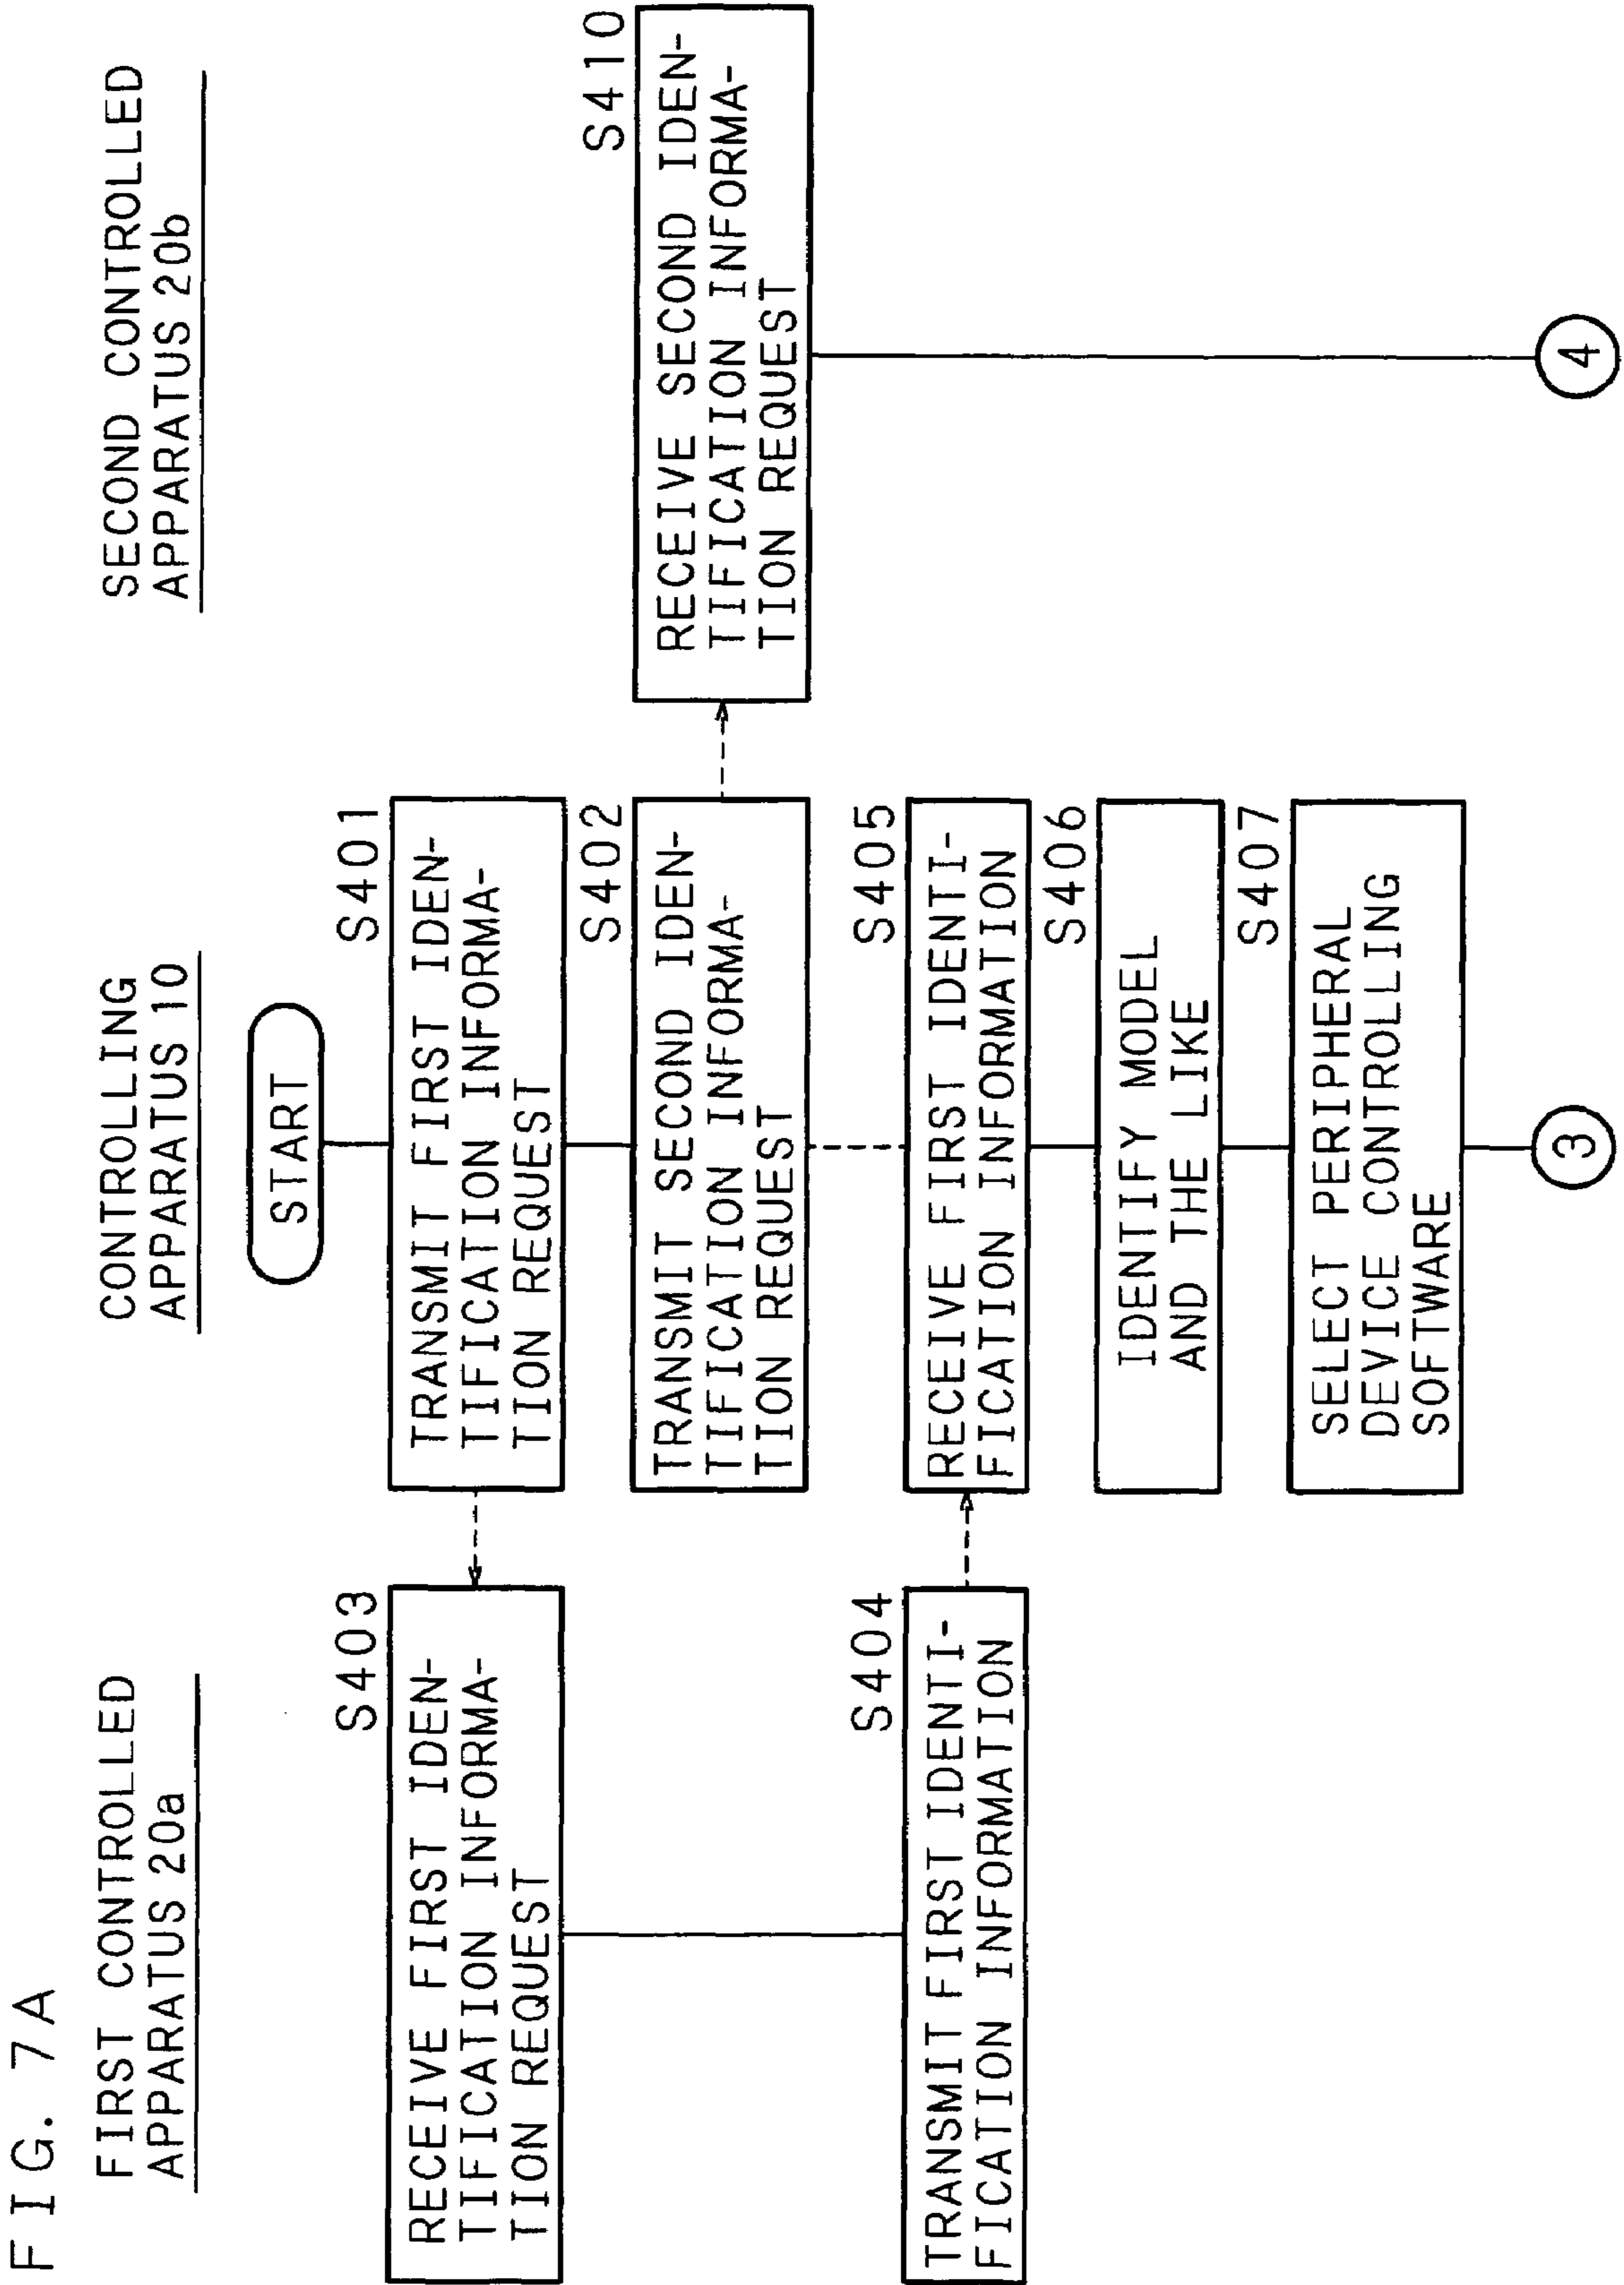 FIG. 7A
FIRST CONTROLLED
APPARATUS 20a
CONTROLLING
APPARATUS 10
SECOND CONTROLLED
APPARATUS 20b
START
S401
TRANSMIT FIRST IDEN-
TIFICATION INFORMA-
TION REQUEST
S403
RECEIVE FIRST IDEN-
TIFICATION INFORMA-
TION REQUEST
S402
TRANSMIT SECOND IDEN-
TIFICATION INFORMA-
TION REQUEST
S410
RECEIVE SECOND IDEN-
TIFICATION INFORMA-
TION REQUEST
S404
TRANSMIT FIRST IDENTI-
FICATION INFORMATION
S405
RECEIVE FIRST IDENTI-
FICATION INFORMATION
S406
IDENTIFY MODEL
AND THE LIKE
S407
SELECT PERIPHERAL
DEVICE CONTROLLING
SOFTWARE
3
4